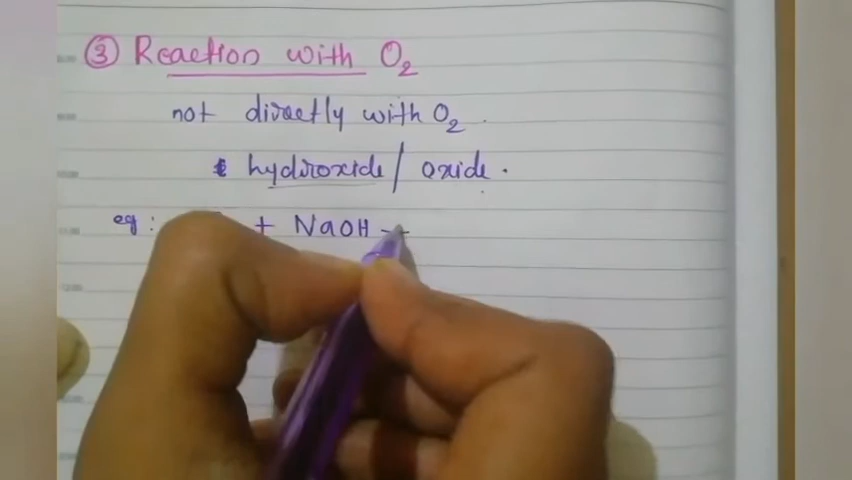 ③ Reaction with O₂
not directly with O₂.
hydroxide/ oxide.
eg: + NaOH